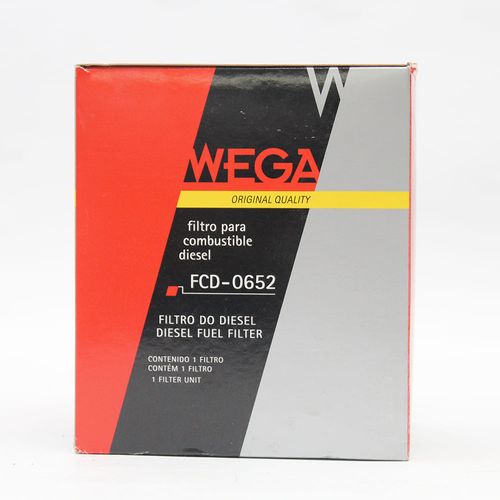 W
WEGA
ORIGINAL QUALITY
filtro para
combustible
diesel
FCD-0652
FILTRO DO DIESEL
DIESEL FUEL FILTER
CONTENIDO 1 FILTRO
CONTÉM 1 FILTRO
1 FILTER UNIT